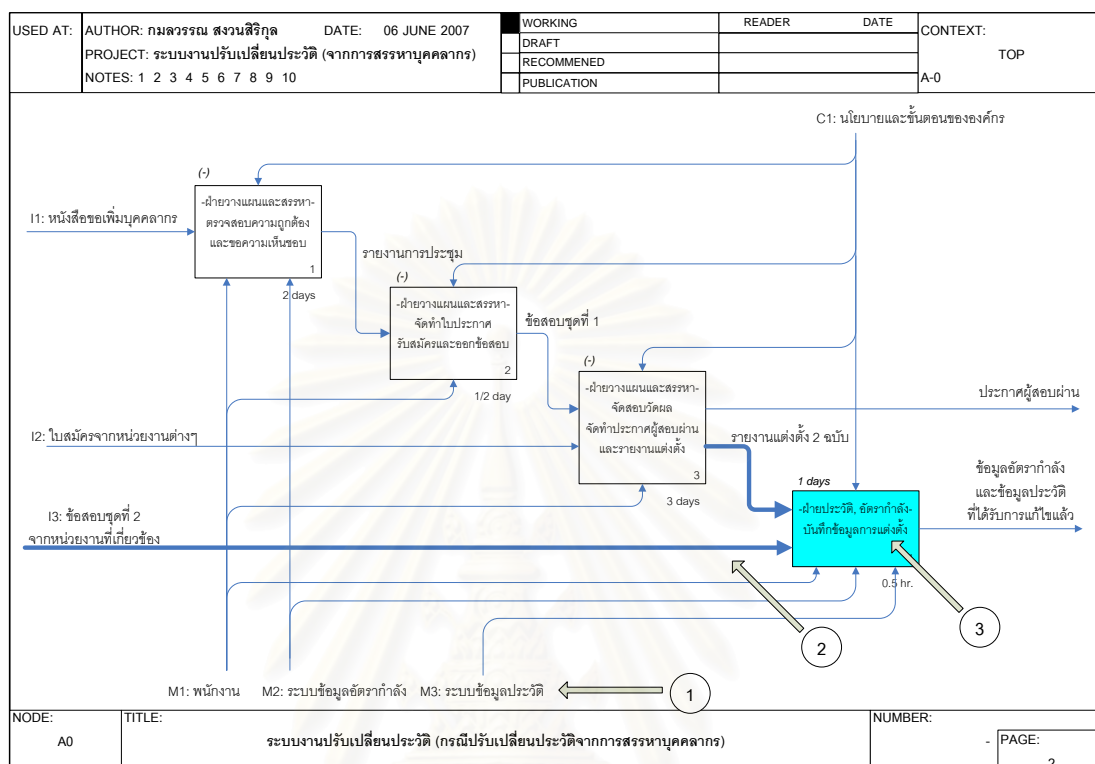 USED AT:
AUTHOR: กมลวรรณ สงวนสิริกุล DATE: 06 JUNE 2007
PROJECT: ระบบงานปรับเปลี่ยนประวัติ (จากการสรรหาบุคคลากร)
NOTES: 1 2 3 4 5 6 7 8 9 10
WORKING
DRAFT
RECOMMENED
PUBLICATION
READER DATE
CONTEXT:
TOP
A-0
C1: นโยบายและขั้นตอนขององค์กร
(-)
-ฝ่ายวางแผนและสรรหา-
ตรวจสอบความถูกต้อง
และขอความเห็นชอบ
1
2 days
I1: หนังสือขอเพิ่มบุคคลากร
รายงานการประชุม
(-)
-ฝ่ายวางแผนและสรรหา-
จัดทำใบประกาศ
รับสมัครและออกข้อสอบ
2
1/2 day
ข้อสอบชุดที่ 1
(-)
-ฝ่ายวางแผนและสรรหา-
จัดสอบวัดผล
จัดทำประกาศผู้สอบผ่าน
และรายงานแต่งตั้ง
3
3 days
ประกาศผู้สอบผ่าน
I2: ใบสมัครจากหน่วยงานต่างๆ
รายงานแต่งตั้ง 2 ฉบับ
ข้อมูลอัตรากำลัง
และข้อมูลประวัติ
ที่ได้รับการแก้ไขแล้ว
1 days
-ฝ่ายประวัติ, อัตรากำลัง-
บันทึกข้อมูลการแต่งตั้ง
0.5 hr.
I3: ข้อสอบชุดที่ 2
จากหน่วยงานที่เกี่ยวข้อง
3
2
1
M1: พนักงาน
M2: ระบบข้อมูลอัตรากำลัง
M3: ระบบข้อมูลประวัติ
NODE:
A0
TITLE:
ระบบงานปรับเปลี่ยนประวัติ (กรณีปรับเปลี่ยนประวัติจากการสรรหาบุคคลากร)
NUMBER:
-
PAGE:
2